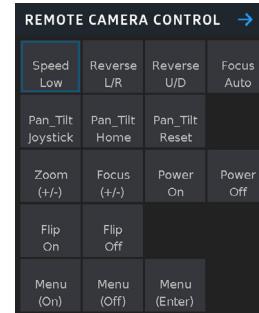 REMOTE CAMERA CONTROL →
Speed Low
Reverse L/R
Reverse U/D
Focus Auto
Pan_Tilt Joystick
Pan_Tilt Home
Pan_Tilt Reset
Zoom (+/-)
Focus (+/-)
Power On
Power Off
Flip On
Flip Off
Menu (On)
Menu (Off)
Menu (Enter)